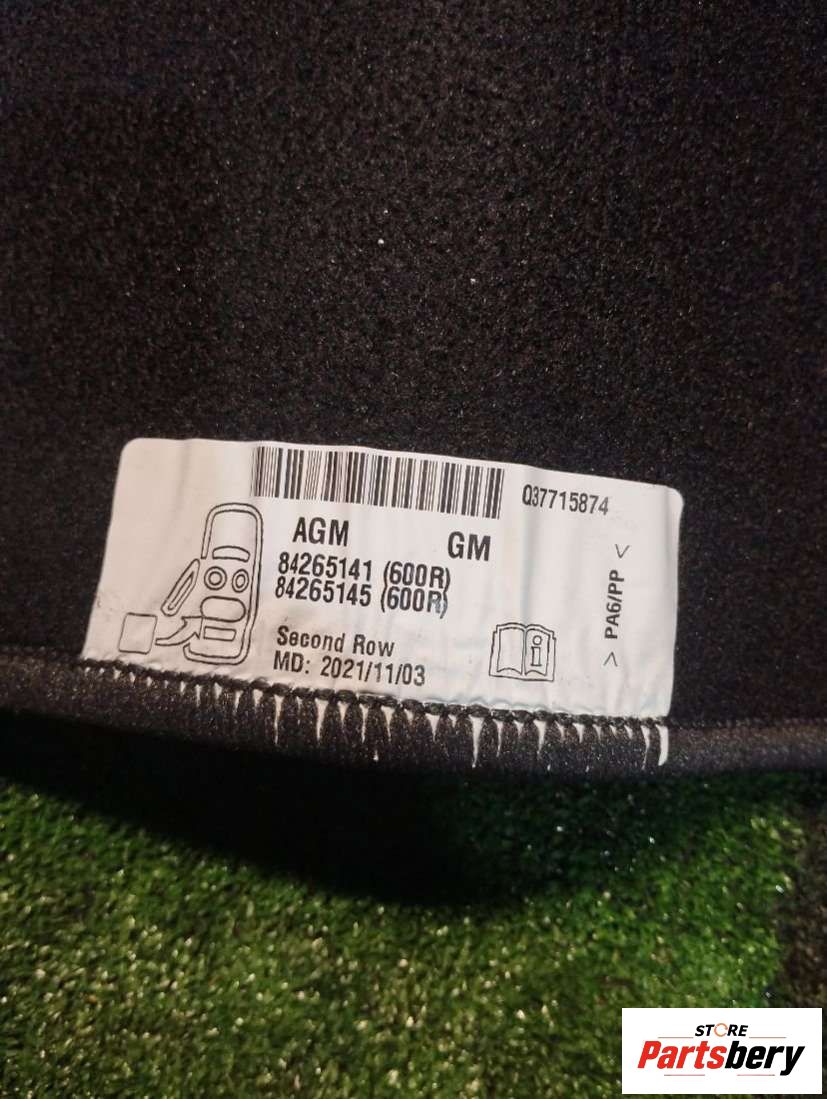 Q37715874
AGM GM
84265141 (600R)
84265145 (600R)
Second Row
MD: 2021/11/03
> PA6/PP <
i
STORE
Partsbery